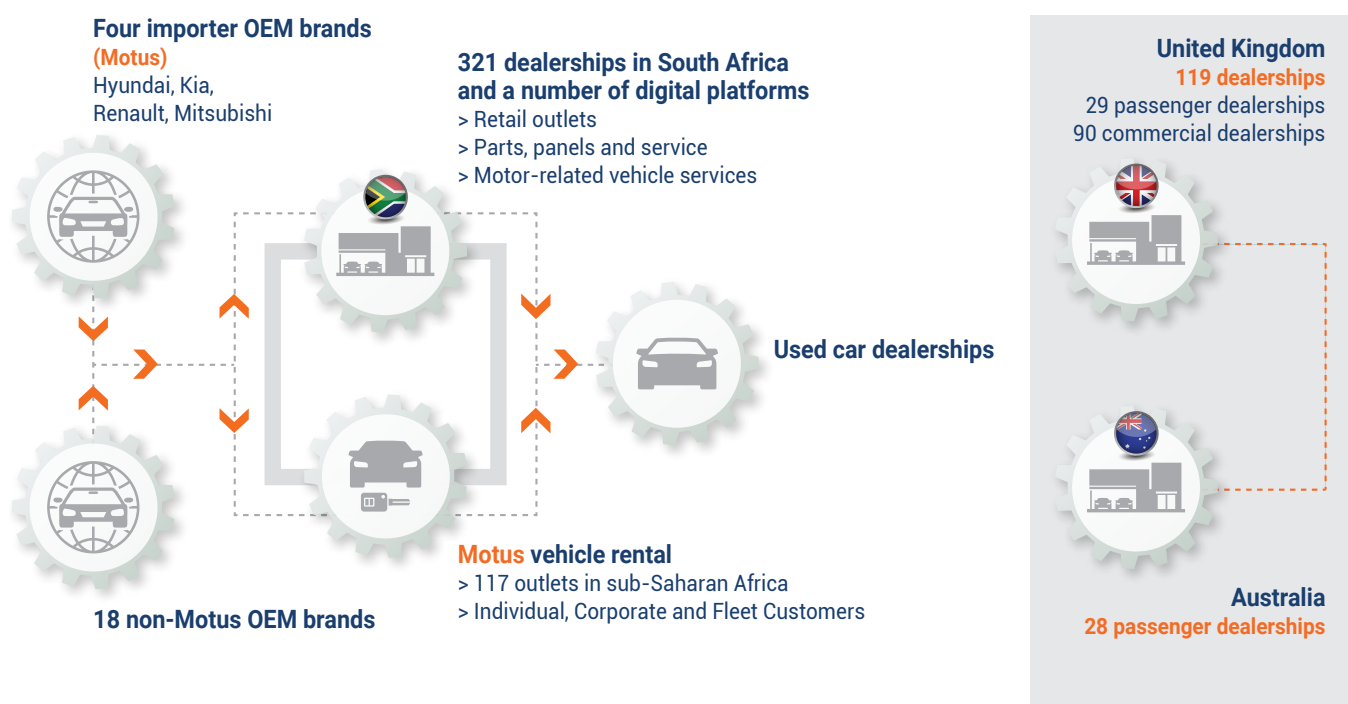 Four importer OEM brands
(Motus)
Hyundai, Kia,
Renault, Mitsubishi
321 dealerships in South Africa
and a number of digital platforms
> Retail outlets
> Parts, panels and service
> Motor-related vehicle services
Used car dealerships
18 non-Motus OEM brands
Motus vehicle rental
> 117 outlets in sub-Saharan Africa
> Individual, Corporate and Fleet Customers
United Kingdom
119 dealerships
29 passenger dealerships
90 commercial dealerships
Australia
28 passenger dealerships